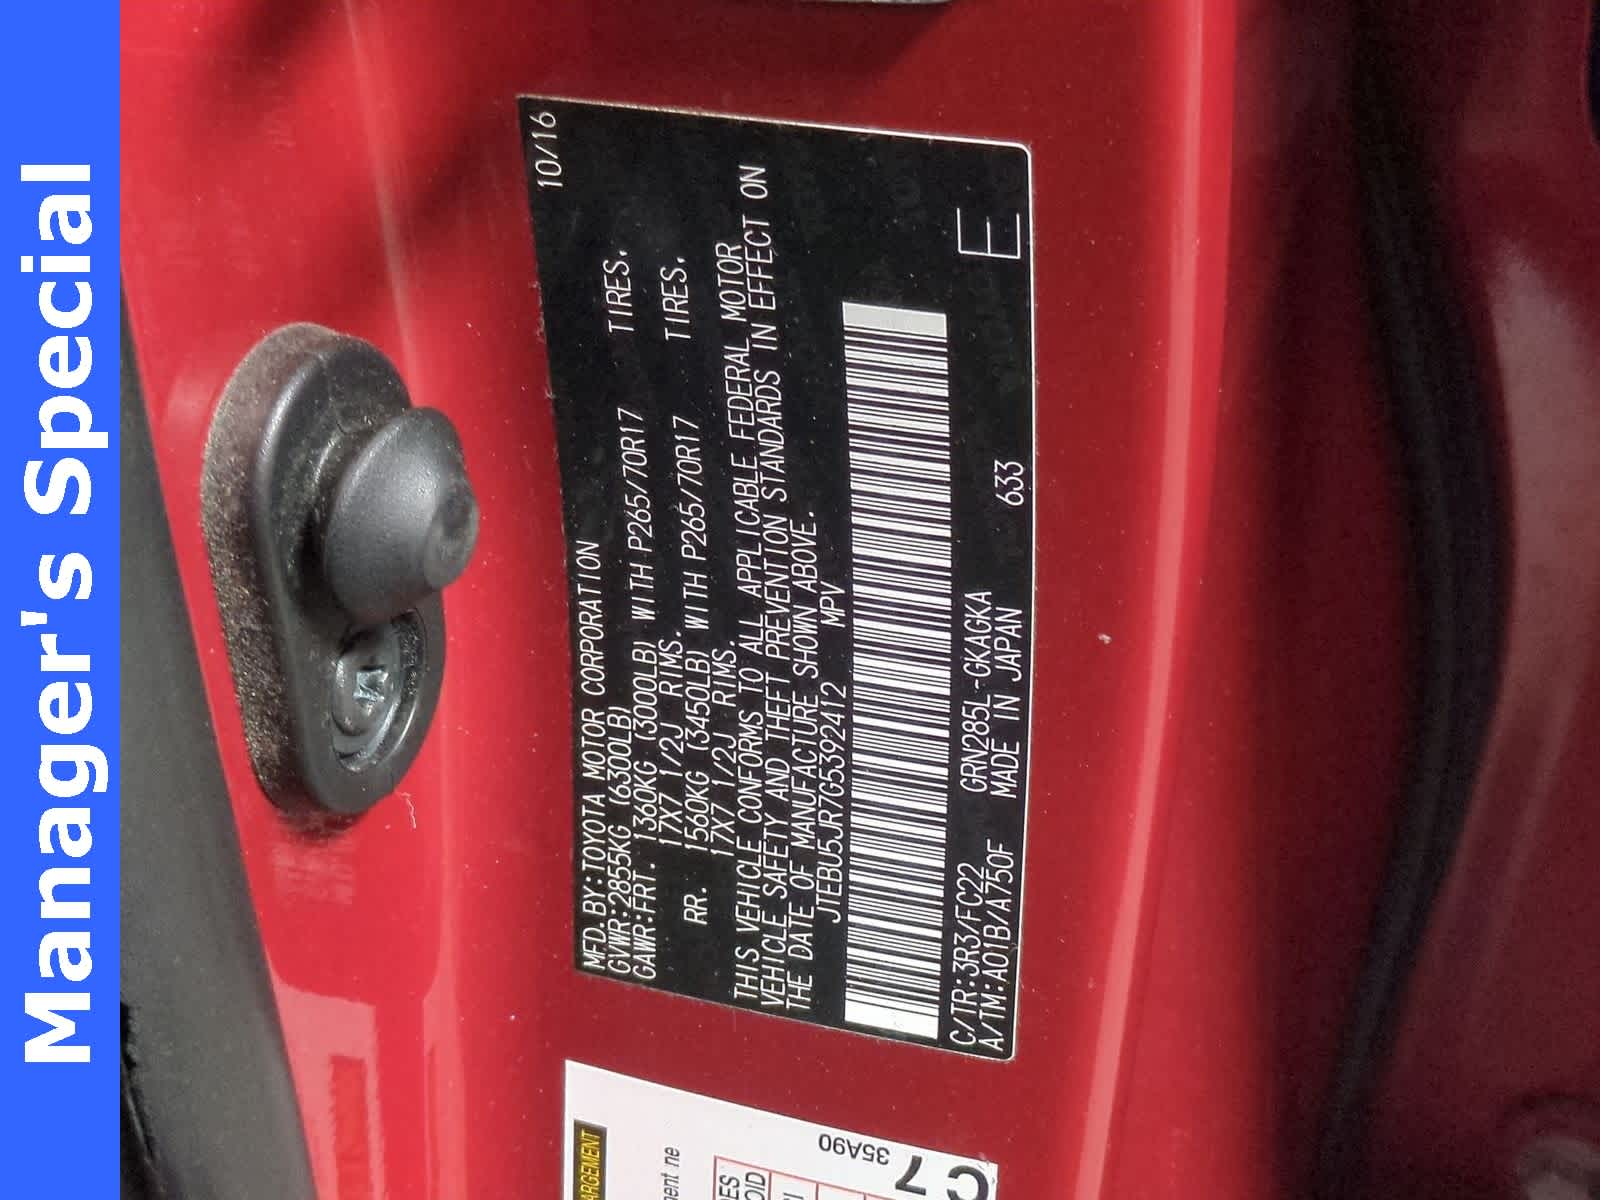 Manager's Special
MFD. BY: TOYOTA MOTOR CORPORATION 10/16
GVWR: 2855KG (6300LB)
GAWR: FRT. 1360KG (3000LB) WITH P265/70R17 TIRES.
17X7 1/2J RIMS.
RR. 1560KG (3450LB) WITH P265/70R17 TIRES.
17X7 1/2J RIMS.
THIS VEHICLE CONFORMS TO ALL APPLICABLE FEDERAL MOTOR
VEHICLE SAFETY AND THEFT PREVENTION STANDARDS IN EFFECT ON
THE DATE OF MANUFACTURE SHOWN ABOVE.
JTEBU5JR7G5392412 MPV
C/TR: 3R3/FC22 GRN285L-GKAGKA
A/TM: A01B/A750F MADE IN JAPAN 633
E
35A90
C7